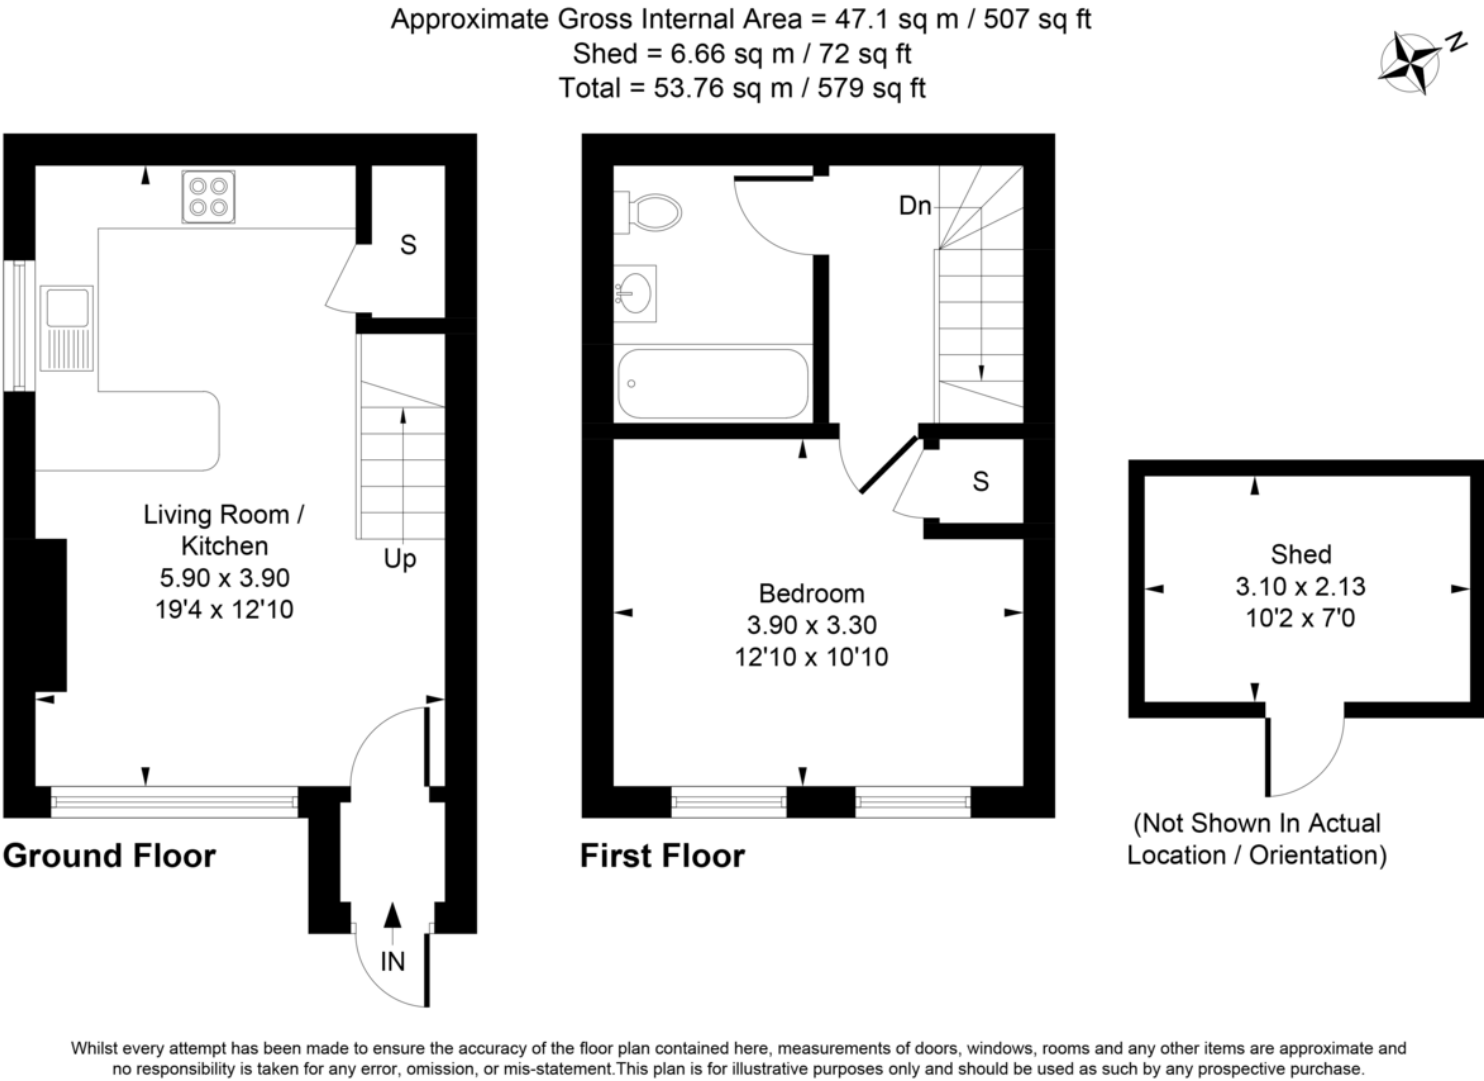 Approximate Gross Internal Area = 47.1 sq m / 507 sq ft
Shed = 6.66 sq m / 72 sq ft
Total = 53.76 sq m / 579 sq ft
N
S
Living Room /
Kitchen
5.90 x 3.90
19'4 x 12'10
Up
IN
Ground Floor
Dn
S
Bedroom
3.90 x 3.30
12'10 x 10'10
First Floor
Shed
3.10 x 2.13
10'2 x 7'0
(Not Shown In Actual
Location / Orientation)
Whilst every attempt has been made to ensure the accuracy of the floor plan contained here, measurements of doors, windows, rooms and any other items are approximate and
no responsibility is taken for any error, omission, or mis-statement.This plan is for illustrative purposes only and should be used as such by any prospective purchase.